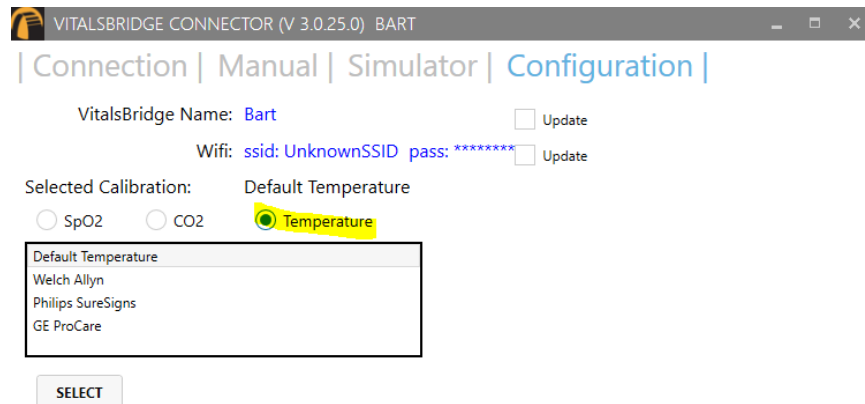 VITALSBRIDGE CONNECTOR (V 3.0.25.0) BART
| Connection | Manual | Simulator | Configuration |
VitalsBridge Name: Bart Update
Wifi: ssid: UnknownSSID pass: ******** Update
Selected Calibration: Default Temperature
SpO2 CO2 Temperature
Default Temperature
Welch Allyn
Philips SureSigns
GE ProCare
SELECT